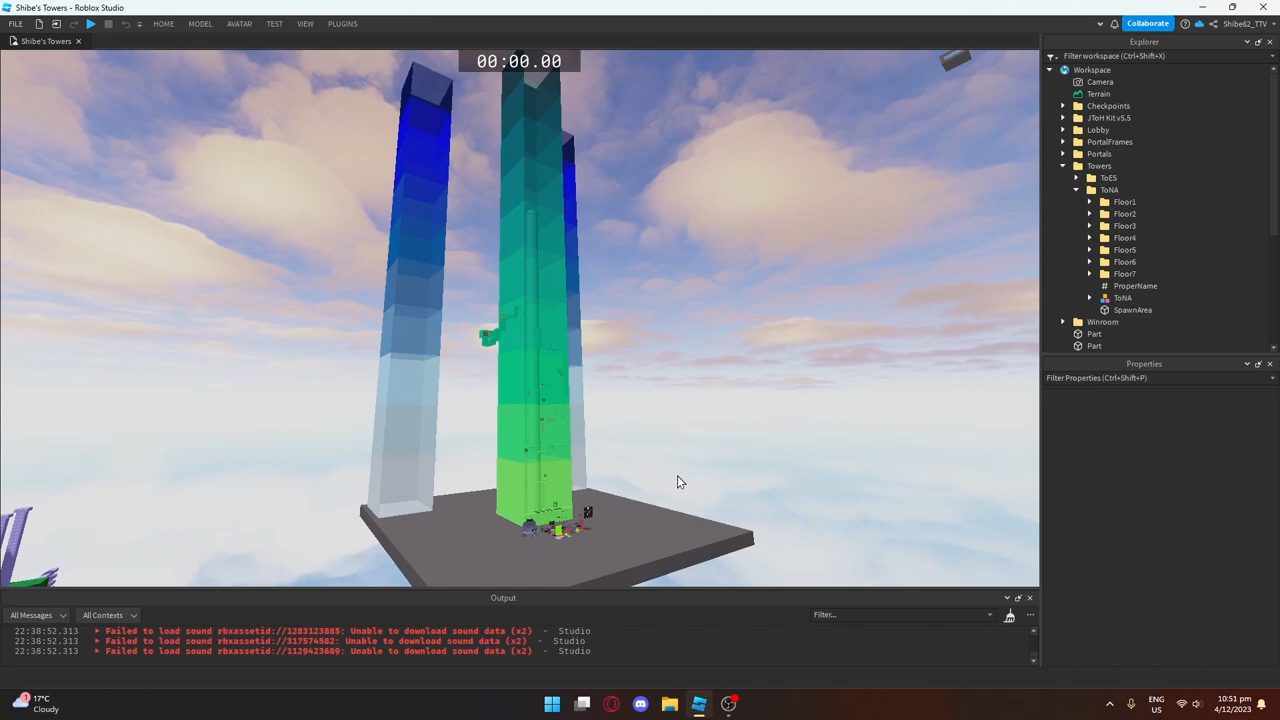 Shibe's Towers - Roblox Studio
FILE HOME MODEL AVATAR TEST VIEW PLUGINS Collaborate Shibe62_TTV
Shibe's Towers
00:00.00
Explorer
Filter workspace (Ctrl+Shift+X)
Workspace
Camera
Terrain
Checkpoints
JToH Kit v5.5
Lobby
PortalFrames
Portals
Towers
ToES
ToNA
Floor1
Floor2
Floor3
Floor4
Floor5
Floor6
Floor7
# ProperName
ToNA
SpawnArea
Winroom
Part
Part
Properties
Filter Properties (Ctrl+Shift+P)
Output
All Messages All Contexts Filter...
22:38:52.313 Failed to load sound rbxassetid://1283123885: Unable to download sound data (x2) - Studio
22:38:52.313 Failed to load sound rbxassetid://517574582: Unable to download sound data (x2) - Studio
22:38:52.313 Failed to load sound rbxassetid://1129423689: Unable to download sound data (x2) - Studio
1
17°C
Cloudy
ENG
US
10:51 pm
4/12/2023